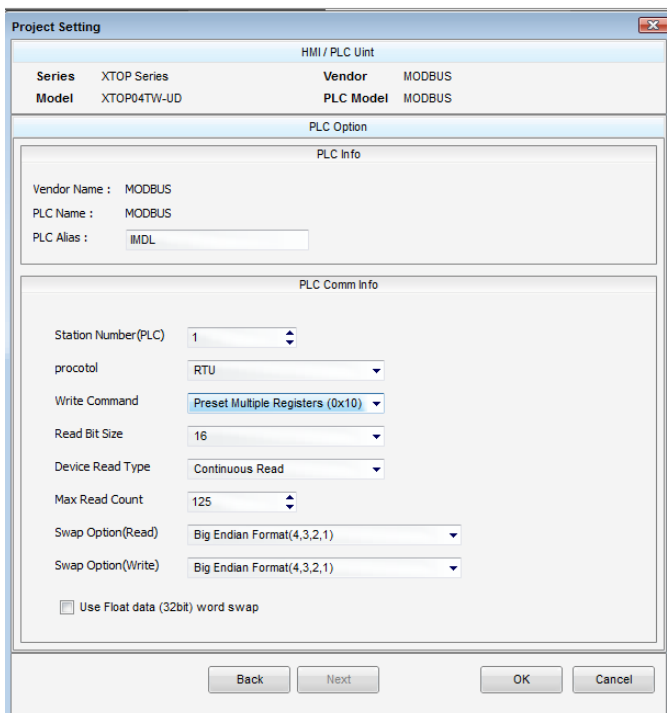 Project Setting
HMI / PLC Uint
Series XTOP Series Vendor MODBUS
Model XTOP04TW-UD PLC Model MODBUS
PLC Option
PLC Info
Vendor Name : MODBUS
PLC Name : MODBUS
PLC Alias : IMDL
PLC Comm Info
Station Number(PLC) 1
procotol RTU
Write Command Preset Multiple Registers (0x10)
Read Bit Size 16
Device Read Type Continuous Read
Max Read Count 125
Swap Option(Read) Big Endian Format(4,3,2,1)
Swap Option(Write) Big Endian Format(4,3,2,1)
Use Float data (32bit) word swap
Back Next OK Cancel